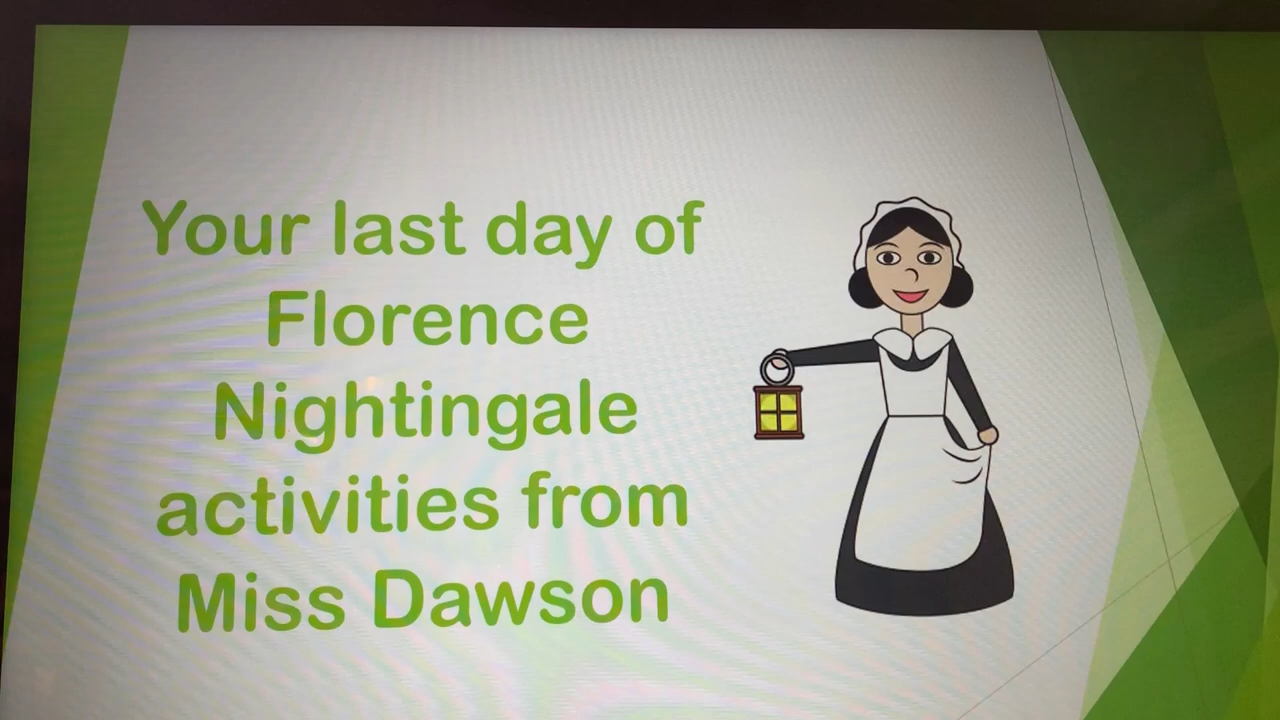 Your last day of
Florence
Nightingale
activities from
Miss Dawson